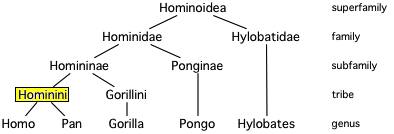 Hominoidea superfamily
Hominidae Hylobatidae family
Homininae Ponginae subfamily
Hominini Gorillini tribe
Homo Pan Gorilla Pongo Hylobates genus